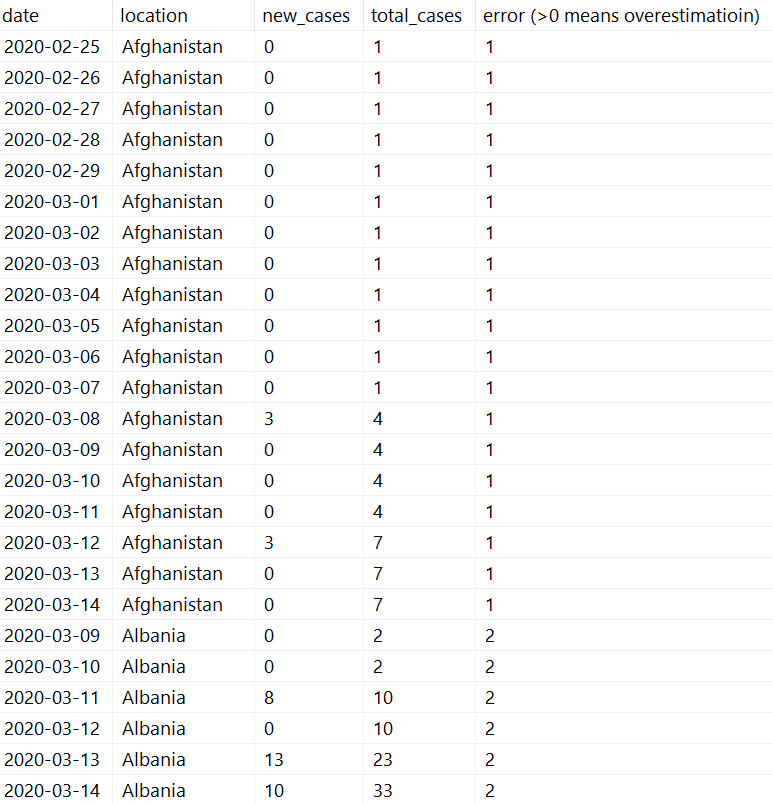 date location new_cases total_cases error (>0 means overestimatioin)
2020-02-25 Afghanistan 0 1 1
2020-02-26 Afghanistan 0 1 1
2020-02-27 Afghanistan 0 1 1
2020-02-28 Afghanistan 0 1 1
2020-02-29 Afghanistan 0 1 1
2020-03-01 Afghanistan 0 1 1
2020-03-02 Afghanistan 0 1 1
2020-03-03 Afghanistan 0 1 1
2020-03-04 Afghanistan 0 1 1
2020-03-05 Afghanistan 0 1 1
2020-03-06 Afghanistan 0 1 1
2020-03-07 Afghanistan 0 1 1
2020-03-08 Afghanistan 3 4 1
2020-03-09 Afghanistan 0 4 1
2020-03-10 Afghanistan 0 4 1
2020-03-11 Afghanistan 0 4 1
2020-03-12 Afghanistan 3 7 1
2020-03-13 Afghanistan 0 7 1
2020-03-14 Afghanistan 0 7 1
2020-03-09 Albania 0 2 2
2020-03-10 Albania 0 2 2
2020-03-11 Albania 8 10 2
2020-03-12 Albania 0 10 2
2020-03-13 Albania 13 23 2
2020-03-14 Albania 10 33 2